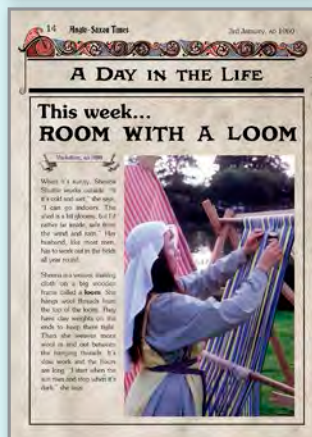 14 Anglo-Saxon Times 3rd January, AD 1000
A DAY IN THE LIFE
This week...
ROOM WITH A LOOM
When it's sunny, Sheena
Shuttle works outside. "If
it's cold and wet," she says,
"I can go indoors. The
shed is a bit gloomy, but I'd
rather be inside, safe from
the wind and rain." Her
husband, like most men,
has to work out in the fields
all year round.
Sheena is a weaver, making
cloth on a big wooden
frame called a loom. She
hangs wool threads from
the top of the loom. They
have clay weights on the
ends to keep them tight.
Then she weaves more
wool in and out between
the hanging threads. It's
slow work and the hours
are long. "I start when the
sun rises and stop when it's
dark," she says.